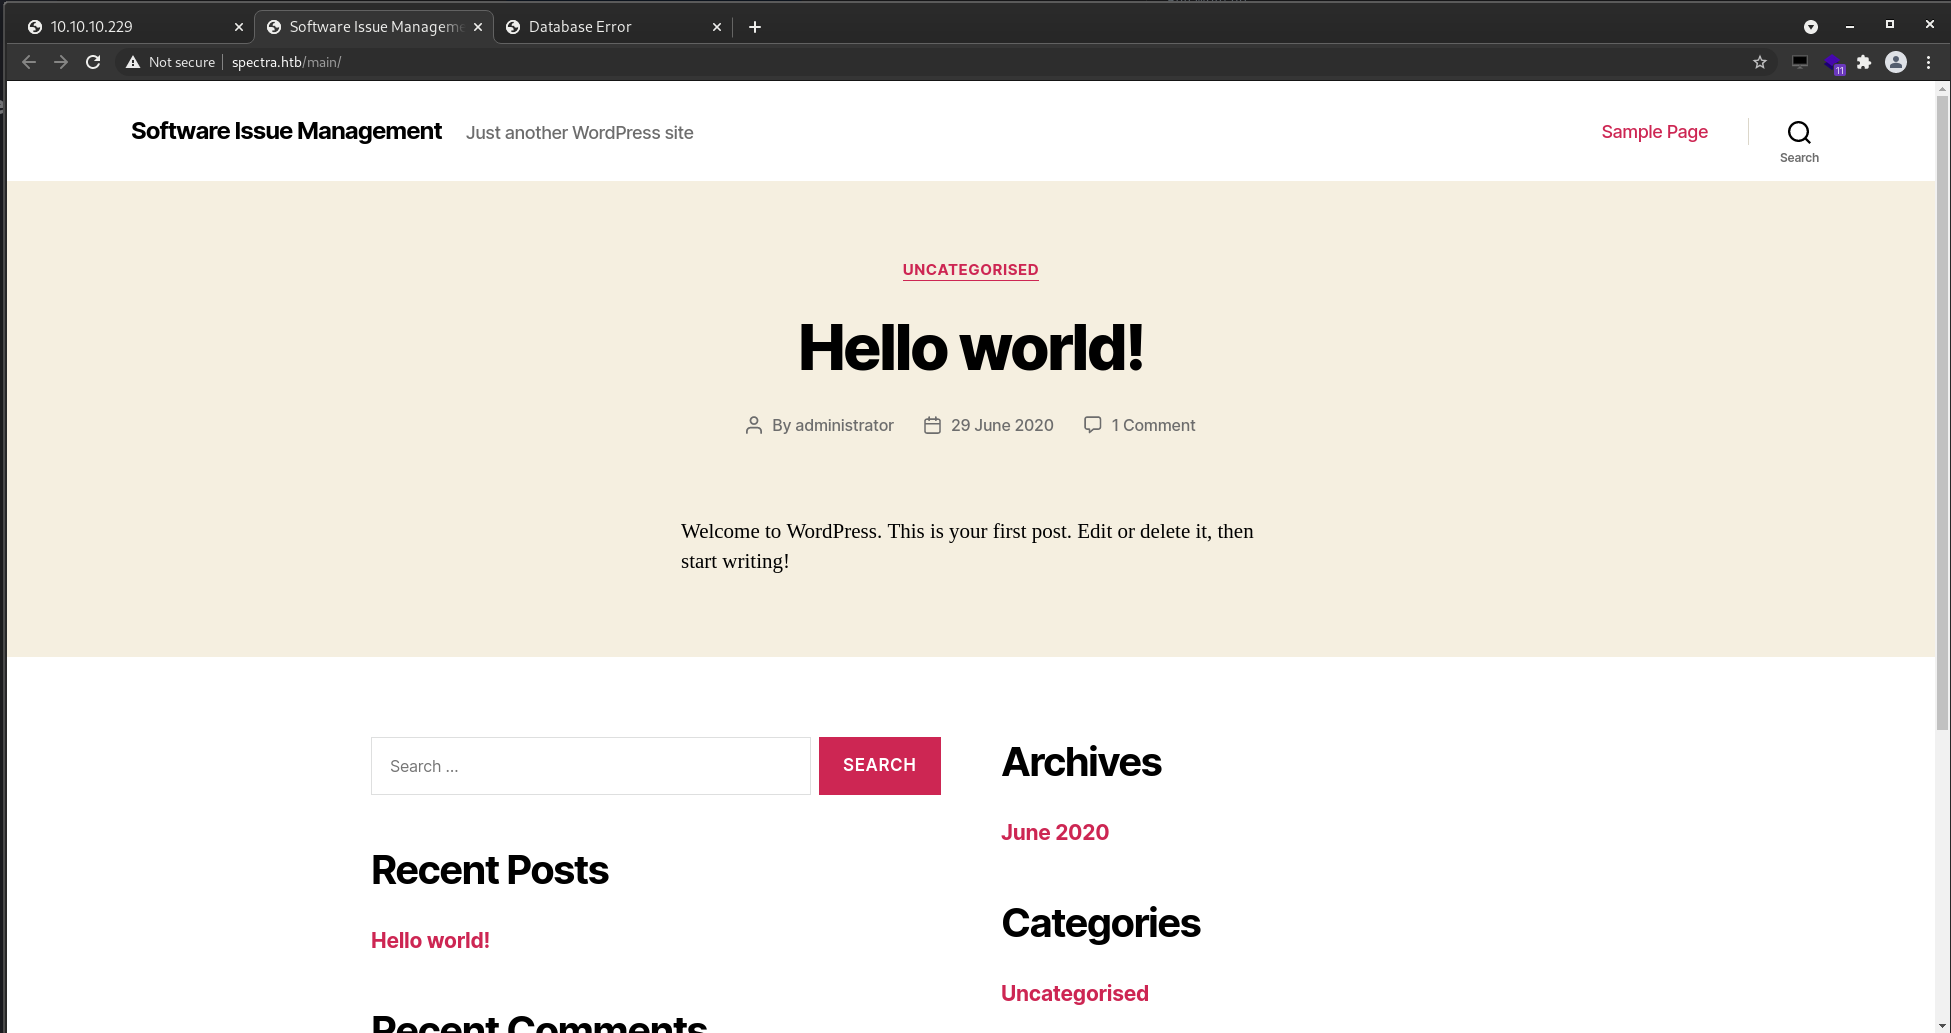 10.10.10.229
Software Issue Manageme
Database Error
Not secure spectra.htb/main/
11
Software Issue Management Just another WordPress site Sample Page
Search
UNCATEGORISED
Hello world!
By administrator 29 June 2020 1 Comment
Welcome to WordPress. This is your first post. Edit or delete it, then
start writing!
Search …
SEARCH
Recent Posts
Hello world!
Recent Comments
Archives
June 2020
Categories
Uncategorised